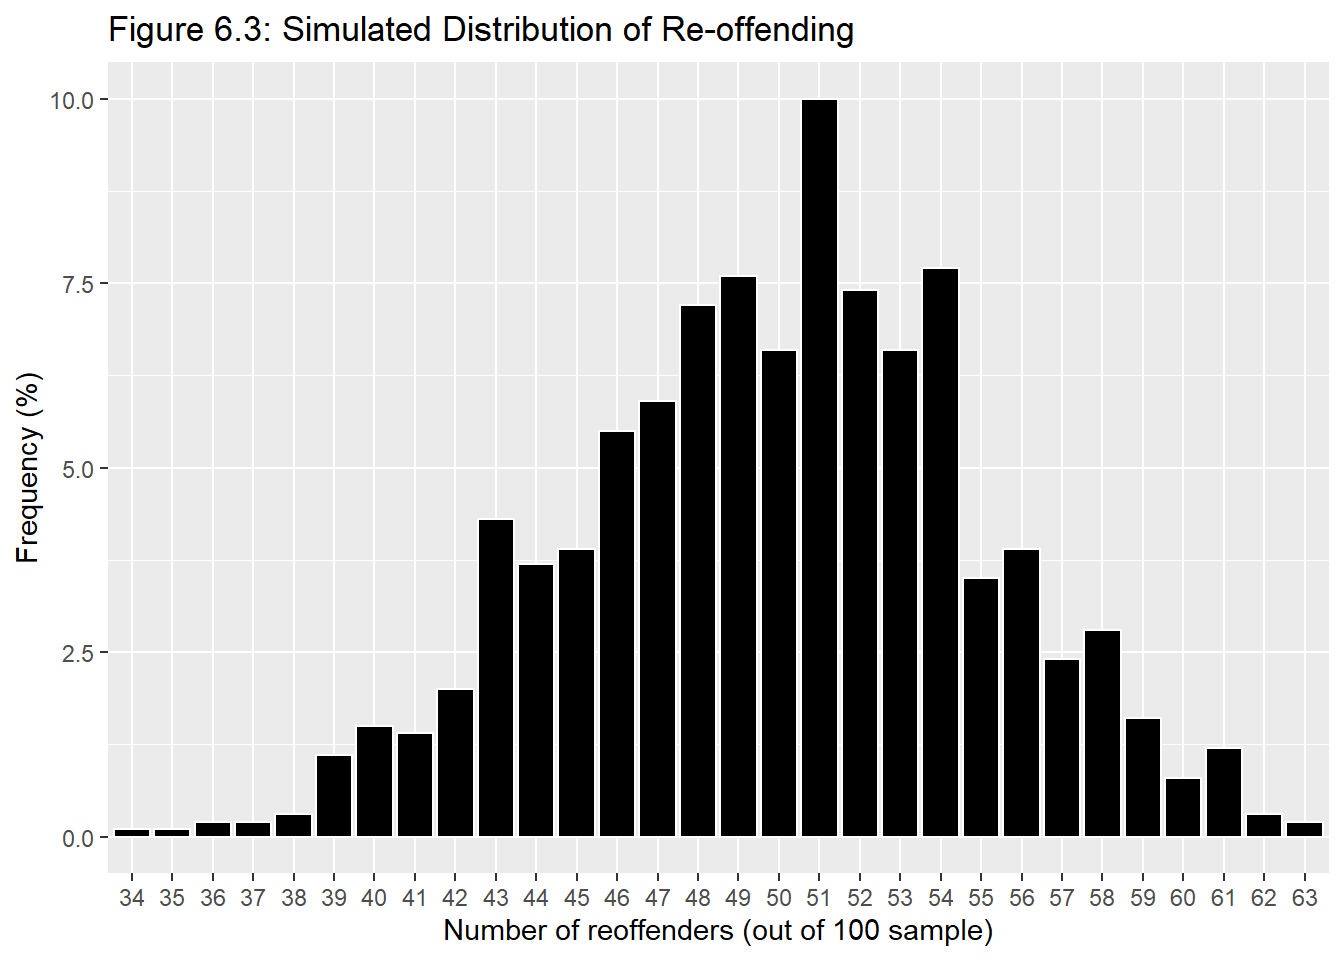 Figure 6.3: Simulated Distribution of Re-offending
10.0
7.5
5.0
2.5
0.0
Frequency (%)
34 35 36 37 38 39 40 41 42 43 44 45 46 47 48 49 50 51 52 53 54 55 56 57 58 59 60 61 62 63
Number of reoffenders (out of 100 sample)